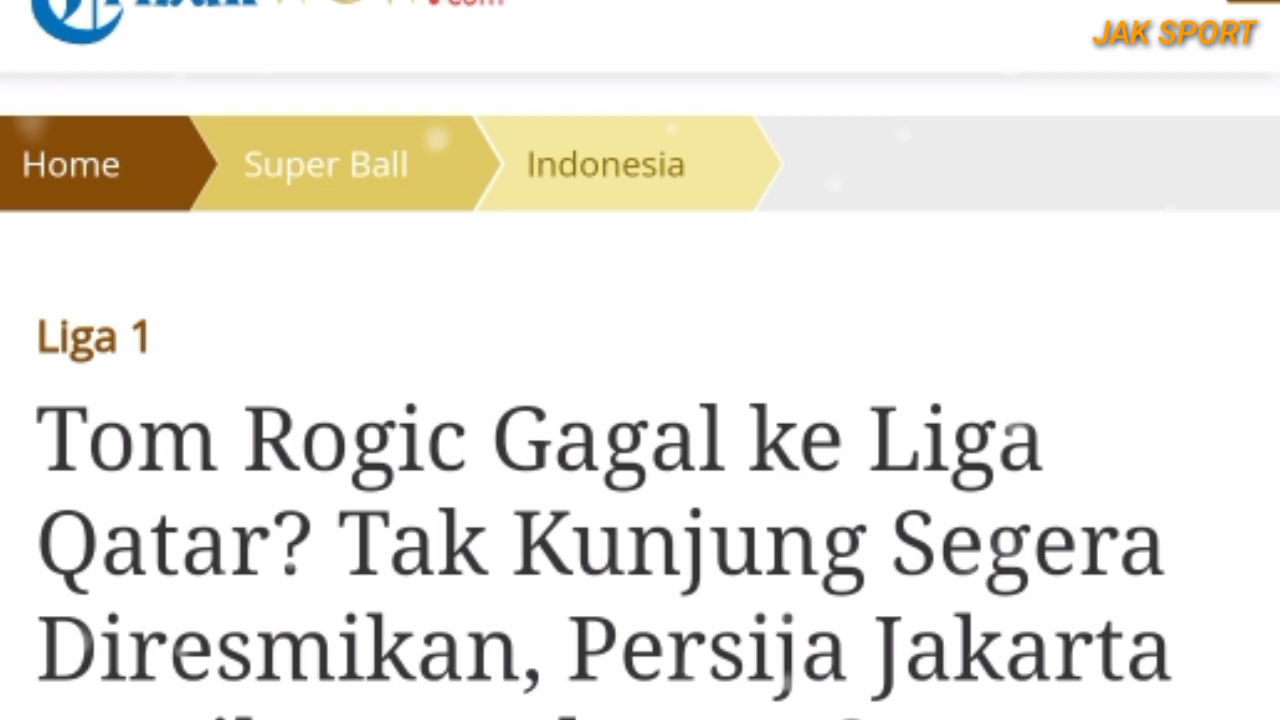 JAK SPORT
Home
Super Ball
Indonesia
Liga 1
Tom Rogic Gagal ke Liga
Qatar? Tak Kunjung Segera
Diresmikan, Persija Jakarta